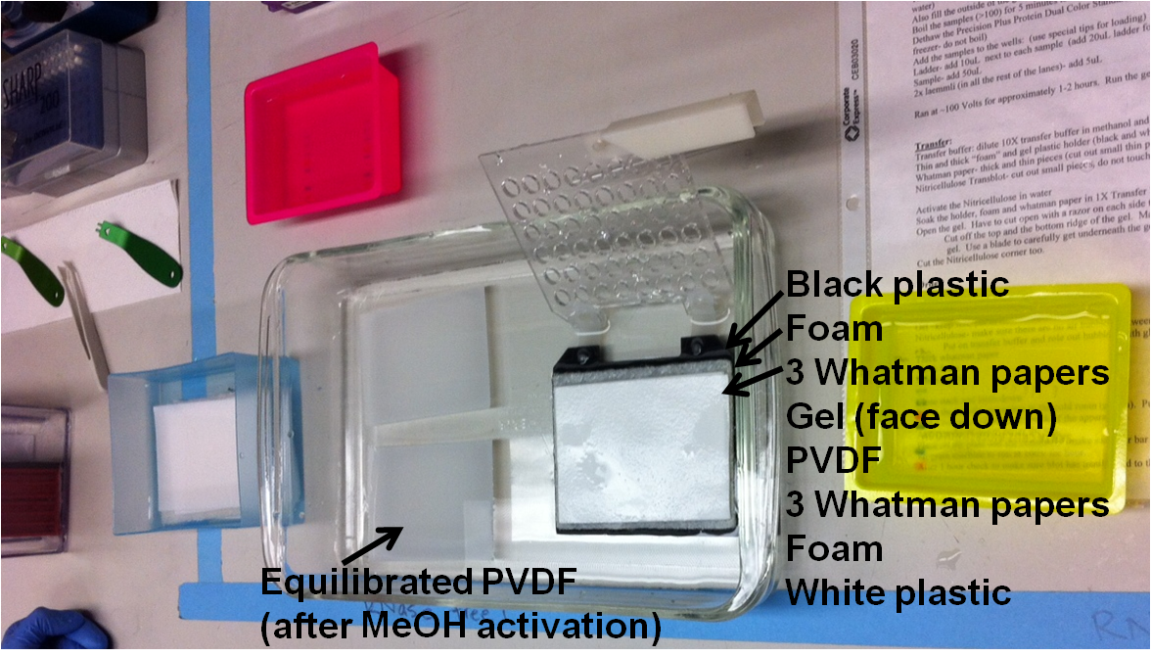 SHARP
200
Corporate
Express™
CEB03020
water)
Also fill the outside
Boil the samples (>100) for 5 minutes
Dethaw the Precision Plus Protein Dual Color
freezer- do not boil)
Add the samples to the wells: (use special tips for loading)
Ladder- add 10uL next to each sample (add 20uL ladder
Sample- add 50uL
2x laemmli (in all the rest of the lanes)- add 5uL.
Ran at ~100 Volts for approximately 1-2 hours. Run the
Transfer:
Transfer buffer: dilute 10X transfer buffer in methanol and
Thin and thick "foam" and gel plastic holder (black and
Whatman paper- thick and thin pieces (cut out small thin
Nitricellulose Transblot- cut out small pieces, do not touch
Activate the Nitricellulose in water
Soak the holder, foam and whatman paper in 1X Transfer
Open the gel. Have to cut open with a razor on each side
Cut off the top and the bottom ridge of the gel.
gel. Use a blade to carefully get underneath the
Cut the Nitricellulose corner too.
Black plastic
Foam
3 Whatman papers
Gel (face down)
PVDF
3 Whatman papers
Foam
White plastic
Equilibrated PVDF
(after MeOH activation)